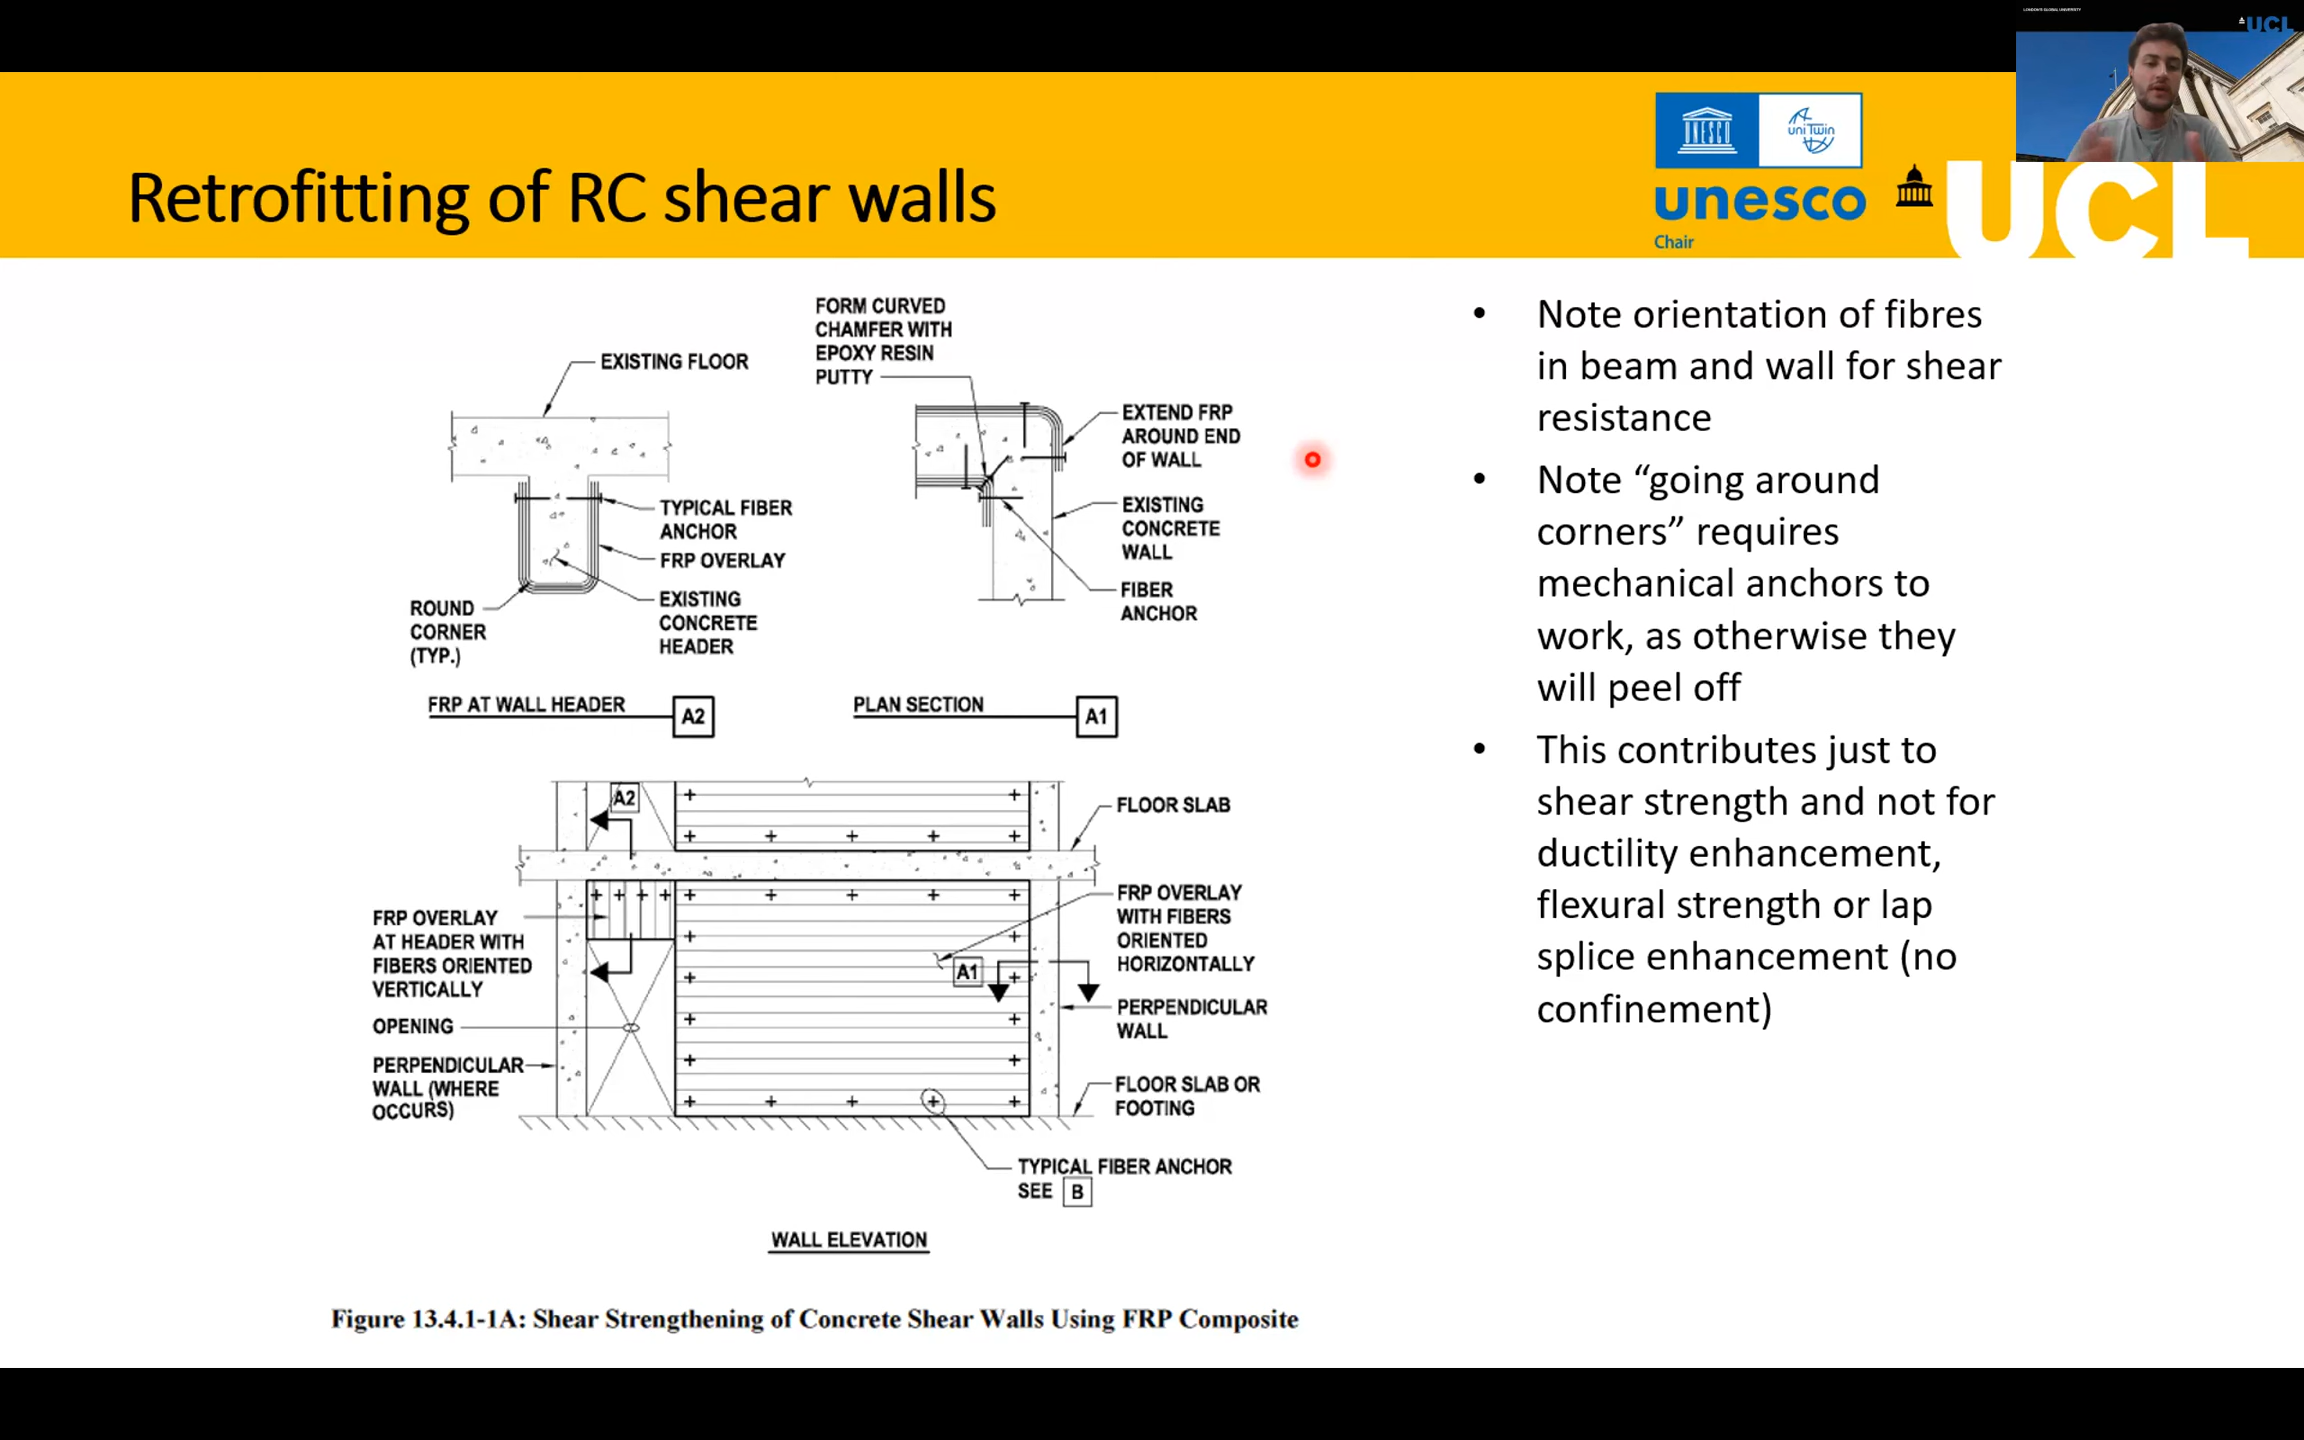 LONDON'S GLOBAL UNIVERSITY
UCL
Retrofitting of RC shear walls
UNESCO
uni Twin
unesco
Chair
UCL
FORM CURVED
CHAMFER WITH
EPOXY RESIN
PUTTY
EXISTING FLOOR
EXTEND FRP
AROUND END
OF WALL
TYPICAL FIBER
ANCHOR
FRP OVERLAY
EXISTING
CONCRETE
HEADER
ROUND
CORNER
(TYP.)
EXISTING
CONCRETE
WALL
FIBER
ANCHOR
FRP AT WALL HEADER
A2
PLAN SECTION
A1
A2
FLOOR SLAB
FRP OVERLAY
AT HEADER WITH
FIBERS ORIENTED
VERTICALLY
OPENING
PERPENDICULAR
WALL (WHERE
OCCURS)
FRP OVERLAY
WITH FIBERS
ORIENTED
HORIZONTALLY
A1
PERPENDICULAR
WALL
FLOOR SLAB OR
FOOTING
TYPICAL FIBER ANCHOR
SEE B
WALL ELEVATION
Figure 13.4.1-1A: Shear Strengthening of Concrete Shear Walls Using FRP Composite
• Note orientation of fibres
in beam and wall for shear
resistance
• Note “going around
corners” requires
mechanical anchors to
work, as otherwise they
will peel off
• This contributes just to
shear strength and not for
ductility enhancement,
flexural strength or lap
splice enhancement (no
confinement)